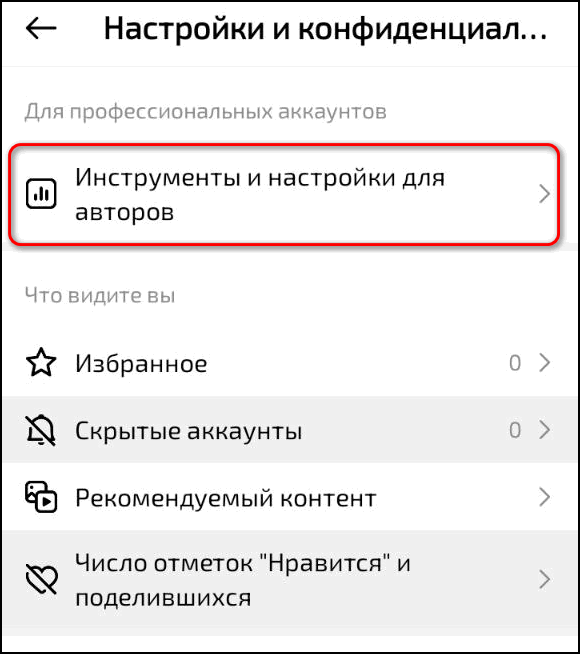 Настройки и конфиденциал...
Для профессиональных аккаунтов
Инструменты и настройки для
авторов
Что видите вы
Избранное 0
Скрытые аккаунты 0
Рекомендуемый контент
Число отметок "Нравится" и
поделившихся